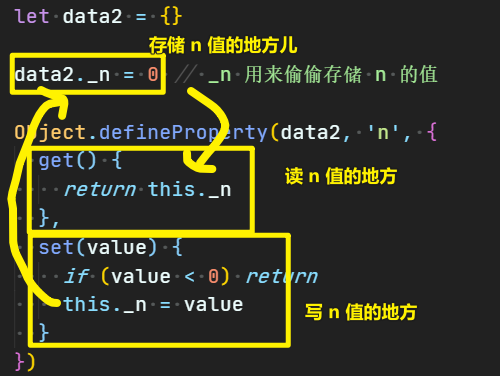 let data2 = {}
存储 n 值的地方儿
data2._n = 0 // _n 用来偷偷存储 n 的值
Object.defineProperty(data2, 'n', {
get() {
return this._n
读 n 值的地方
},
set(value) {
if (value < 0) return
this._n = value
写 n 值的地方
}
})